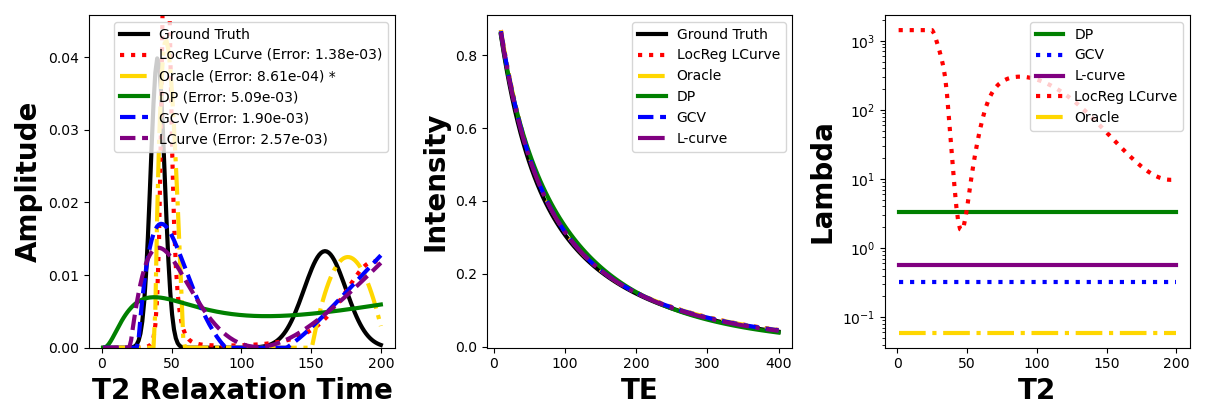 Amplitude
0.04
0.03
0.02
0.01
0.00
Ground Truth
LocReg LCurve (Error: 1.38e-03)
Oracle (Error: 8.61e-04) *
DP (Error: 5.09e-03)
GCV (Error: 1.90e-03)
LCurve (Error: 2.57e-03)
0 50 100 150 200
T2 Relaxation Time
Intensity
0.8
0.6
0.4
0.2
0.0
Ground Truth
LocReg LCurve
Oracle
DP
GCV
L-curve
0 100 200 300 400
TE
Lambda
10³
10²
10¹
10⁰
10⁻¹
DP
GCV
L-curve
LocReg LCurve
Oracle
0 50 100 150 200
T2